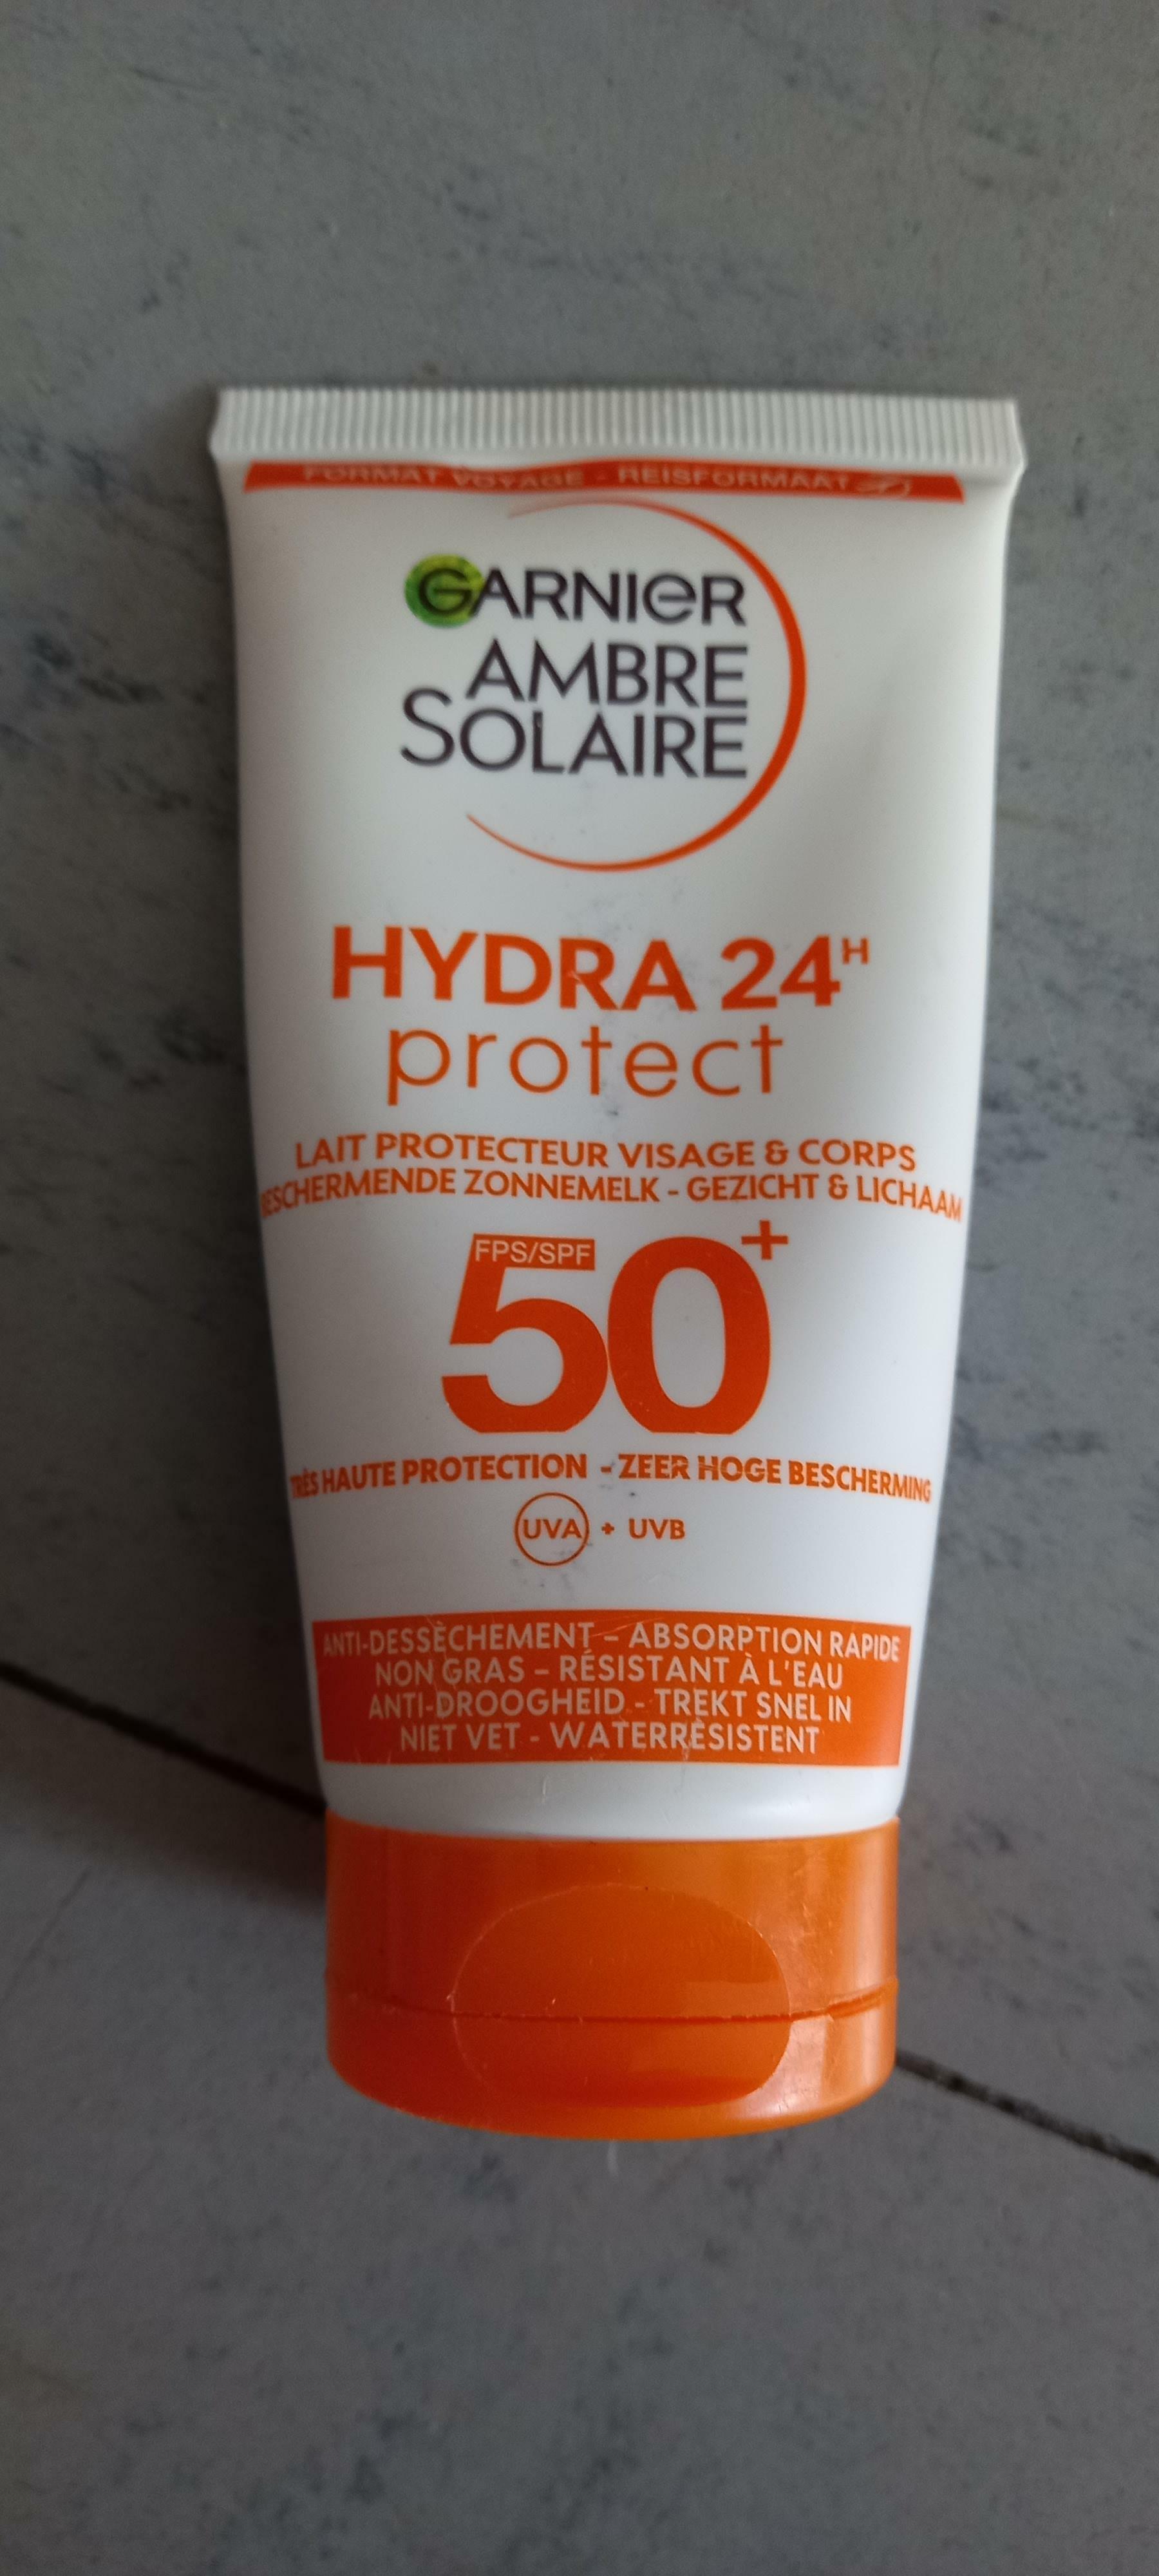 FORMAT VOYAGE - REISFORMAAT
GARNIER
AMBRE
SOLAIRE
HYDRA 24H
protect
LAIT PROTECTEUR VISAGE & CORPS
BESCHERMENDE ZONNEMELK - GEZICHT & LICHAAM
FPS/SPF
50+
TRÈS HAUTE PROTECTION - ZEER HOGE BESCHERMING
UVA + UVB
ANTI-DESSÈCHEMENT – ABSORPTION RAPIDE
NON GRAS – RÉSISTANT À L'EAU
ANTI-DROOGHEID - TREKT SNEL IN
NIET VET - WATERRESISTENT